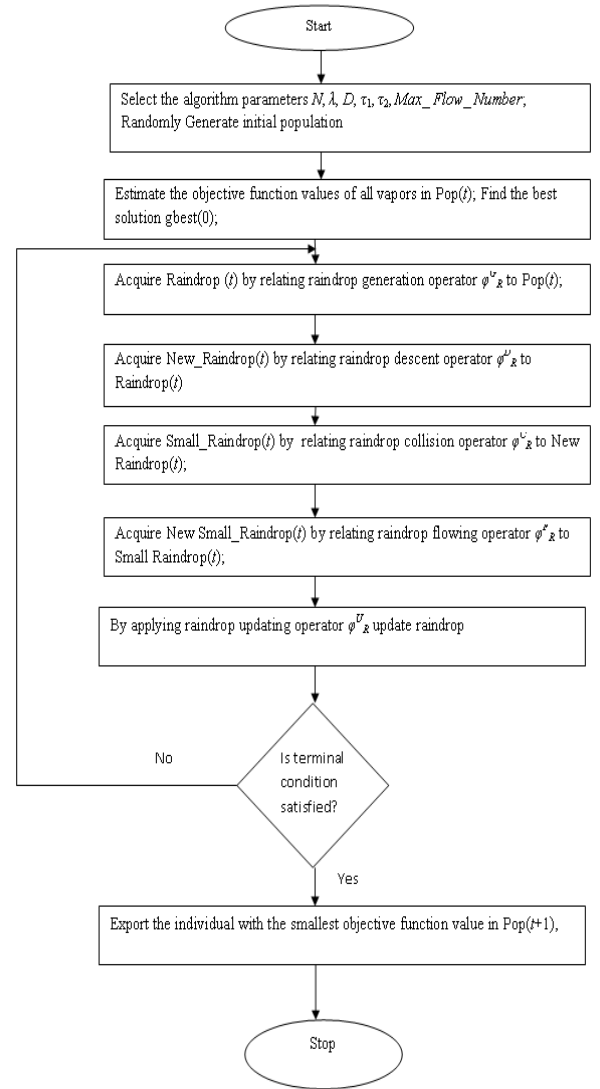 Start
Select the algorithm parameters N, λ, D, τ₁, τ₂, Max_Flow_Number;
Randomly Generate initial population
Estimate the objective function values of all vapors in Pop(t); Find the best
solution gbest(0);
Acquire Raindrop (t) by relating raindrop generation operator φᴳ_R to Pop(t);
Acquire New_Raindrop(t) by relating raindrop descent operator φᴰ_R to
Raindrop(t)
Acquire Small_Raindrop(t) by relating raindrop collision operator φ^C_R to New
Raindrop(t);
Acquire New Small_Raindrop(t) by relating raindrop flowing operator φ^F_R to
Small Raindrop(t);
By applying raindrop updating operator φ^U_R update raindrop
Is terminal
condition
satisfied?
No
Yes
Export the individual with the smallest objective function value in Pop(t+1),
Stop